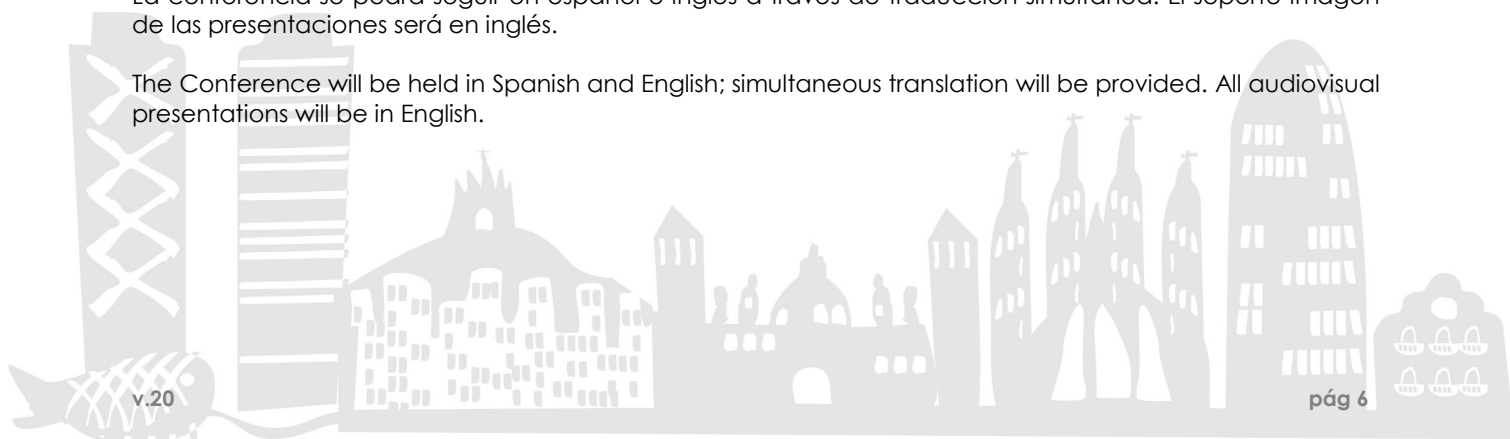 La conferencia se podrá seguir en español o inglés a través de traducción simultánea. El soporte imagen
de las presentaciones será en inglés.
The Conference will be held in Spanish and English; simultaneous translation will be provided. All audiovisual
presentations will be in English.
v.20
pág 6